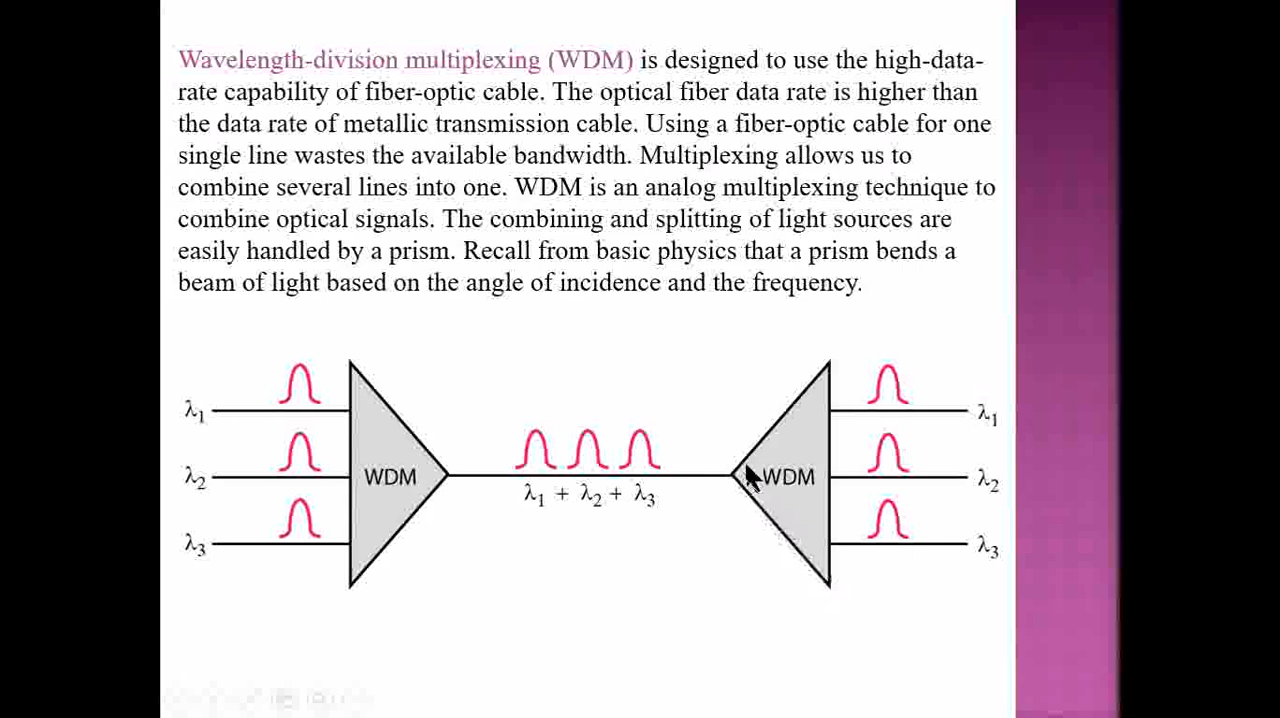 Wavelength-division multiplexing (WDM) is designed to use the high-data-
rate capability of fiber-optic cable. The optical fiber data rate is higher than
the data rate of metallic transmission cable. Using a fiber-optic cable for one
single line wastes the available bandwidth. Multiplexing allows us to
combine several lines into one. WDM is an analog multiplexing technique to
combine optical signals. The combining and splitting of light sources are
easily handled by a prism. Recall from basic physics that a prism bends a
beam of light based on the angle of incidence and the frequency.
λ1
λ1
λ2
WDM
WDM
λ2
λ1 + λ2 + λ3
λ3
λ3